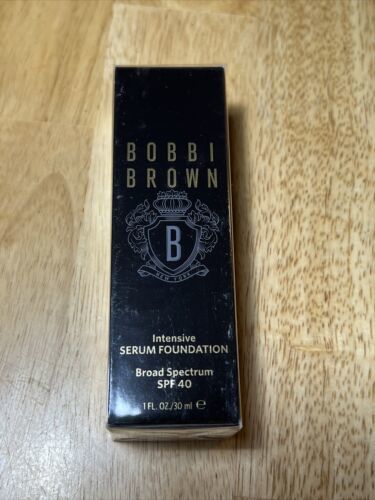 BOBBI
BROWN
B
NEW YORK
Intensive
SERUM FOUNDATION
Broad Spectrum
SPF 40
1 FL. OZ./30 ml ℮